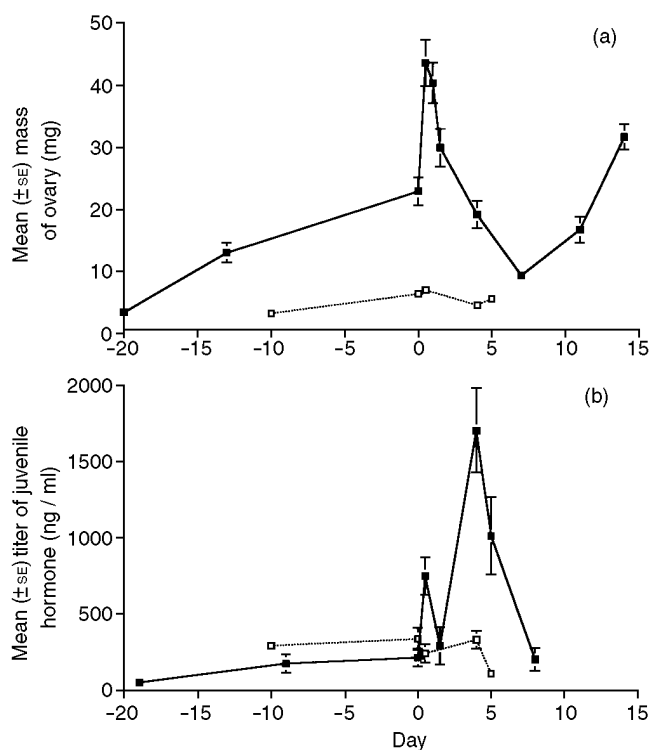 (a)
Mean (±SE) mass
of ovary (mg)
50
40
30
20
10
0
−20 −15 −10 −5 0 5 10 15
(b)
Mean (±SE) titer of juvenile
hormone (ng / ml)
2000
1500
1000
500
0
−20 −15 −10 −5 0 5 10 15
Day